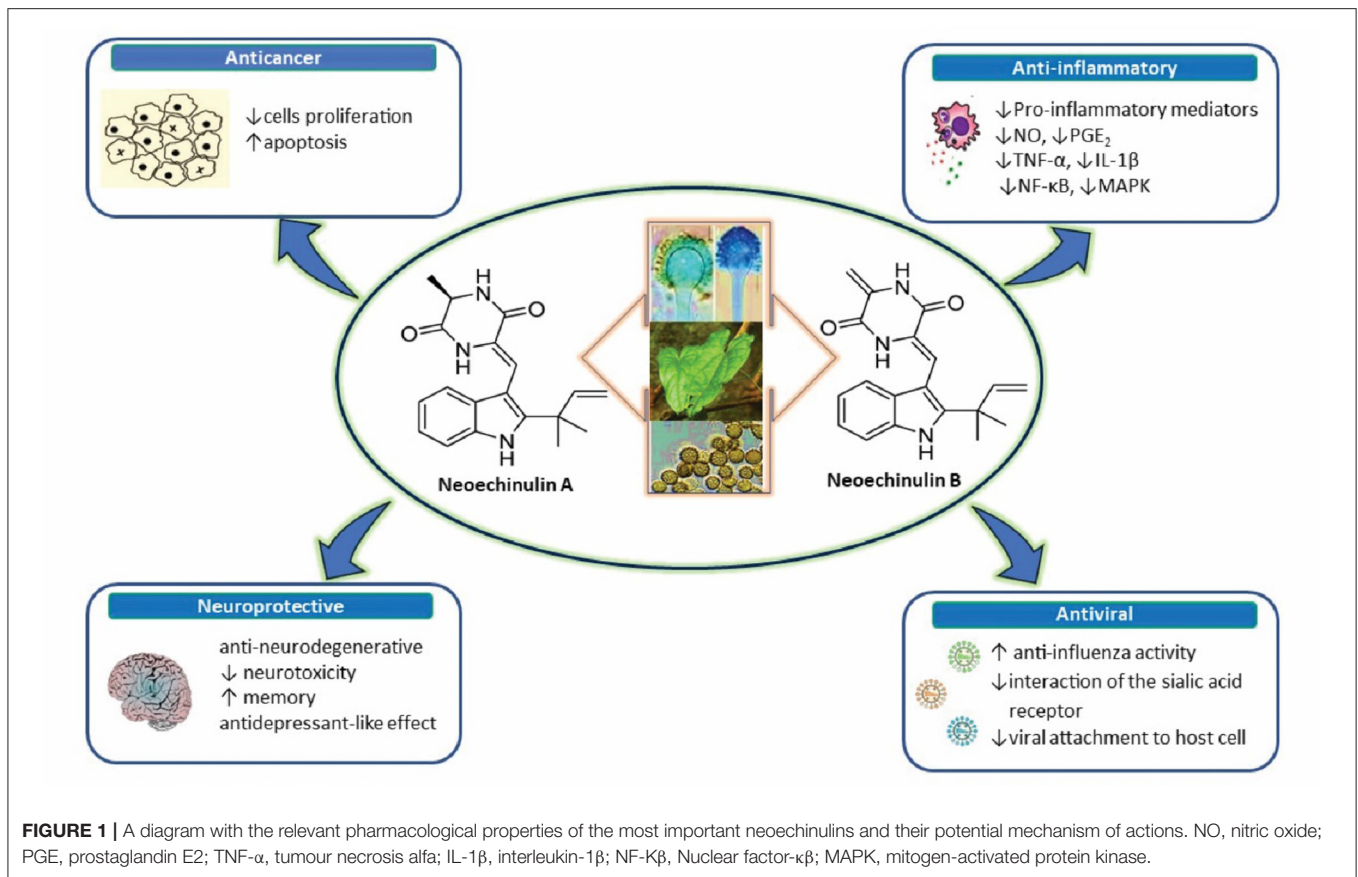 Anticancer
↓cells proliferation
↑apoptosis
Anti-inflammatory
↓Pro-inflammatory mediators
↓NO, ↓PGE₂
↓TNF-α, ↓IL-1β
↓NF-κB, ↓MAPK
H
N
O
O
N
H
N
H
Neoechinulin A
H
N
O
O
N
H
N
H
Neoechinulin B
Neuroprotective
anti-neurodegenerative
↓ neurotoxicity
↑ memory
antidepressant-like effect
Antiviral
↑ anti-influenza activity
↓interaction of the sialic acid
receptor
↓viral attachment to host cell
FIGURE 1 | A diagram with the relevant pharmacological properties of the most important neoechinulins and their potential mechanism of actions. NO, nitric oxide;
PGE, prostaglandin E2; TNF-α, tumour necrosis alfa; IL-1β, interleukin-1β; NF-Kβ, Nuclear factor-κβ; MAPK, mitogen-activated protein kinase.